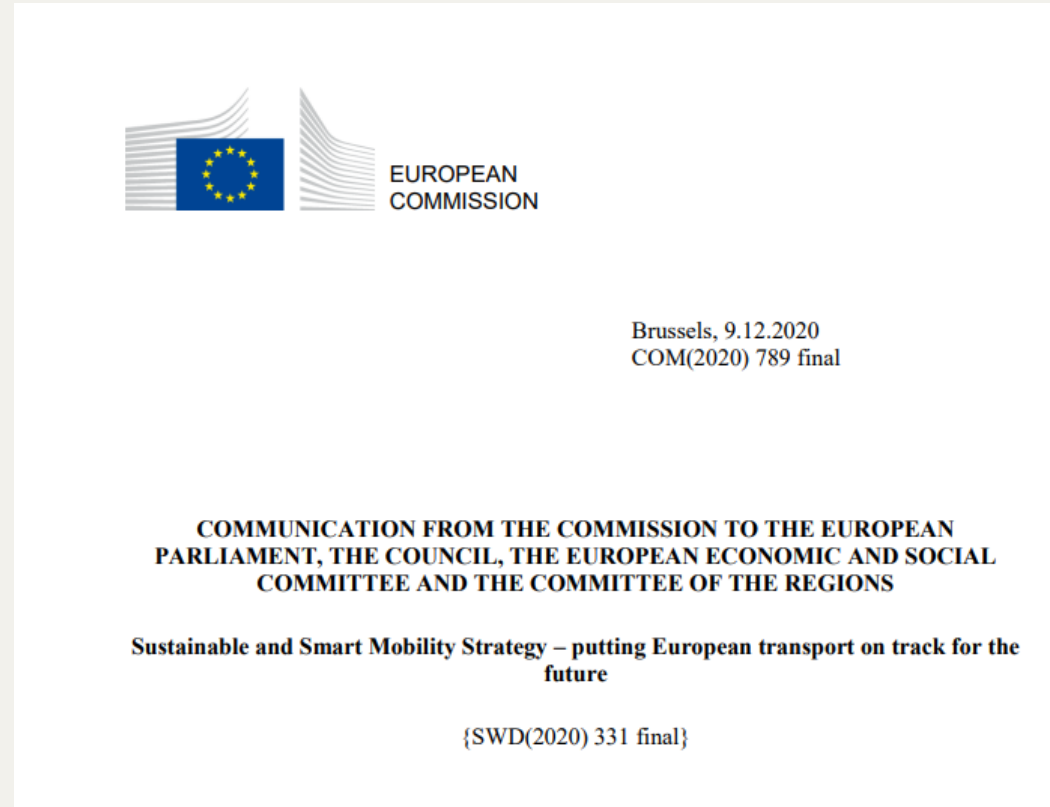 EUROPEAN
COMMISSION
Brussels, 9.12.2020
COM(2020) 789 final
COMMUNICATION FROM THE COMMISSION TO THE EUROPEAN
PARLIAMENT, THE COUNCIL, THE EUROPEAN ECONOMIC AND SOCIAL
COMMITTEE AND THE COMMITTEE OF THE REGIONS
Sustainable and Smart Mobility Strategy – putting European transport on track for the
future
{SWD(2020) 331 final}